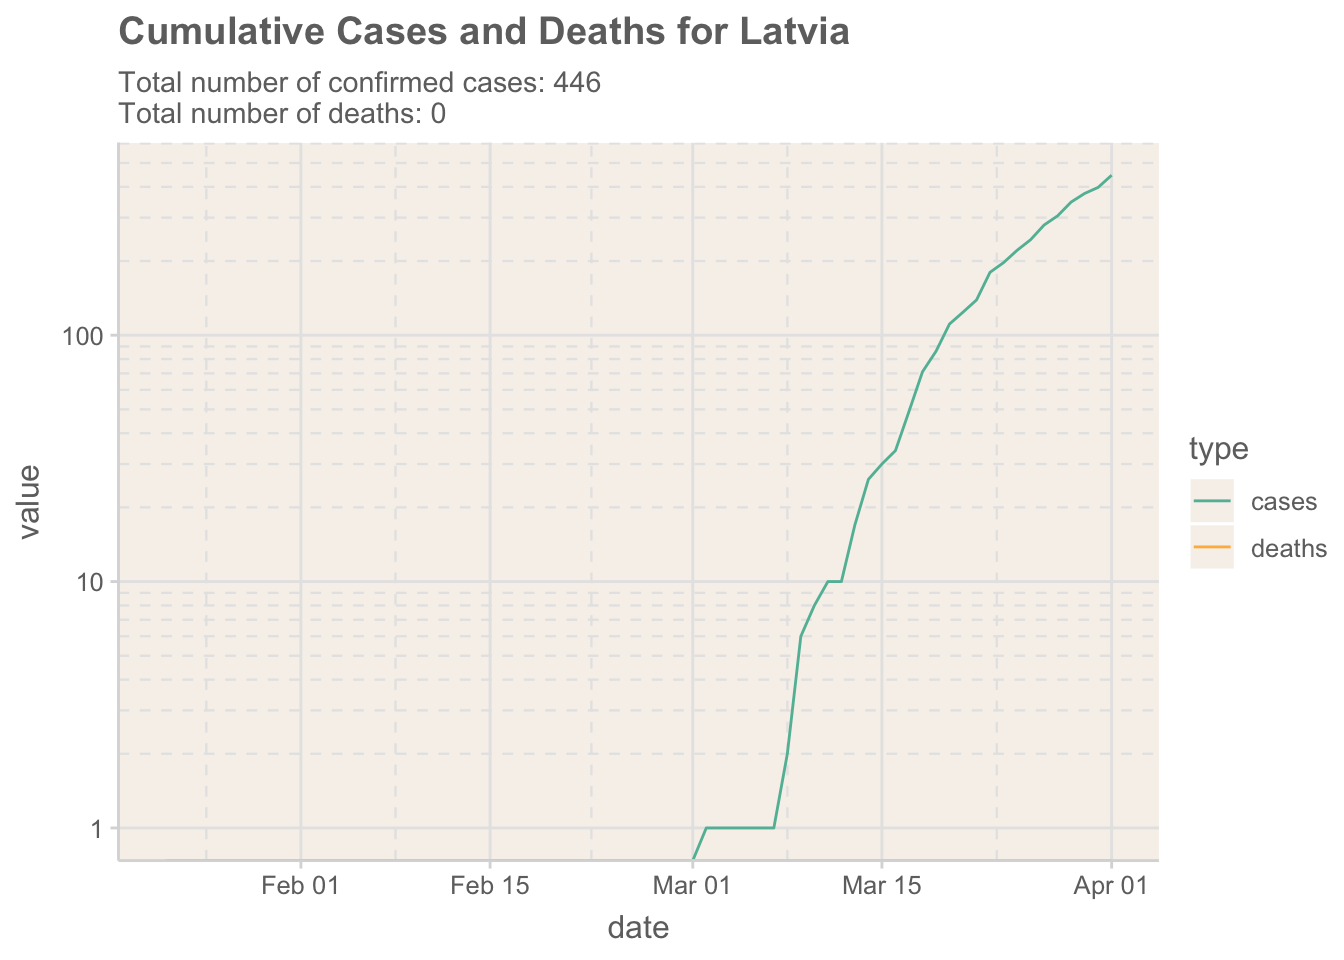 Cumulative Cases and Deaths for Latvia
Total number of confirmed cases: 446
Total number of deaths: 0
value
100
10
1
Feb 01
Feb 15
Mar 01
Mar 15
Apr 01
date
type
cases
deaths